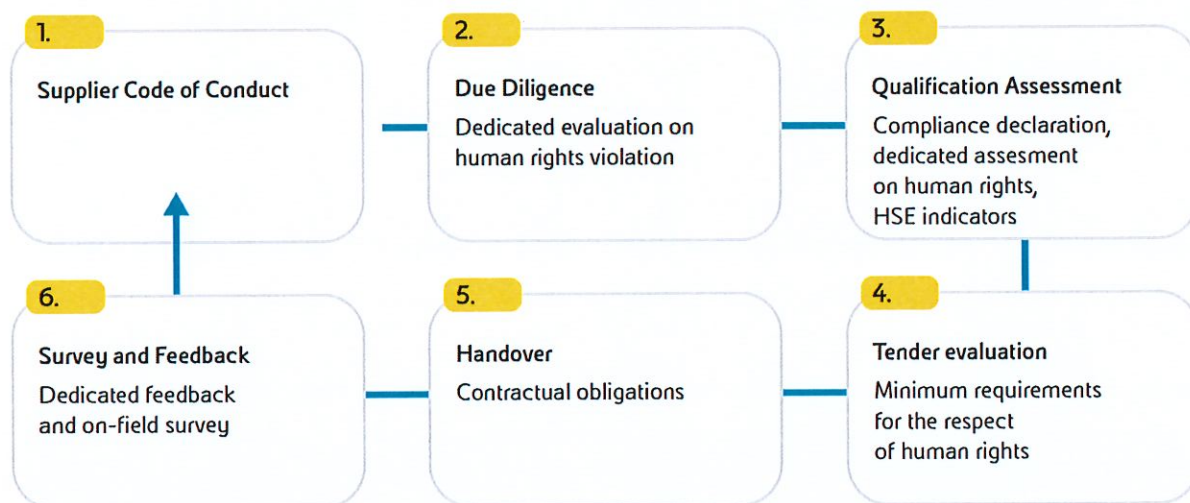 1.
Supplier Code of Conduct
2.
Due Diligence
Dedicated evaluation on
human rights violation
3.
Qualification Assessment
Compliance declaration,
dedicated assesment
on human rights,
HSE indicators
4.
Tender evaluation
Minimum requirements
for the respect
of human rights
5.
Handover
Contractual obligations
6.
Survey and Feedback
Dedicated feedback
and on-field survey